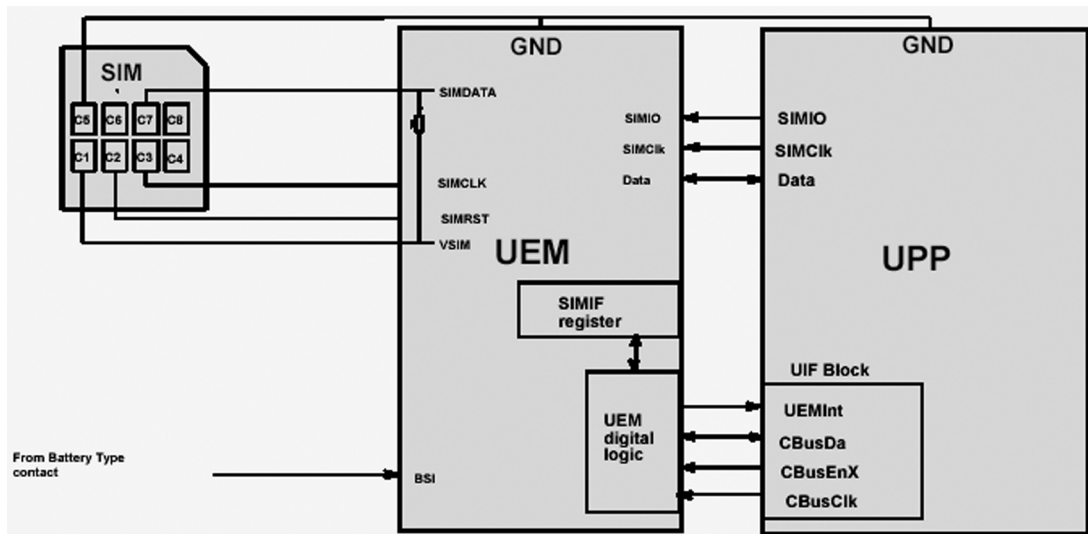 GND
GND
SIM
SIMDATA
C5 C6 C7 C8
SIMIO
SIMIO
SIMClk
SIMClk
C1 C2 C3 C4
SIMCLK
Data
Data
SIMRST
VSIM
UEM
UPP
SIMIF
register
UIF Block
UEM
digital
logic
UEMInt
CBusDa
CBusEnX
CBusClk
From Battery Type
contact
BSI